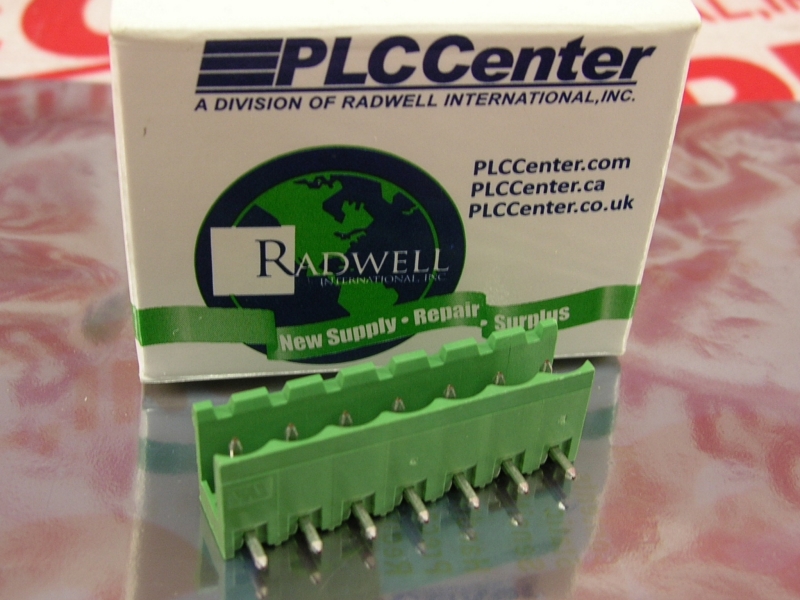 PLCCenter
A DIVISION OF RADWELL INTERNATIONAL, INC.
PLCCenter.com
PLCCenter.ca
PLCCenter.co.uk
RADWELL
INTERNATIONAL, INC.
New Supply • Repair • Surplus